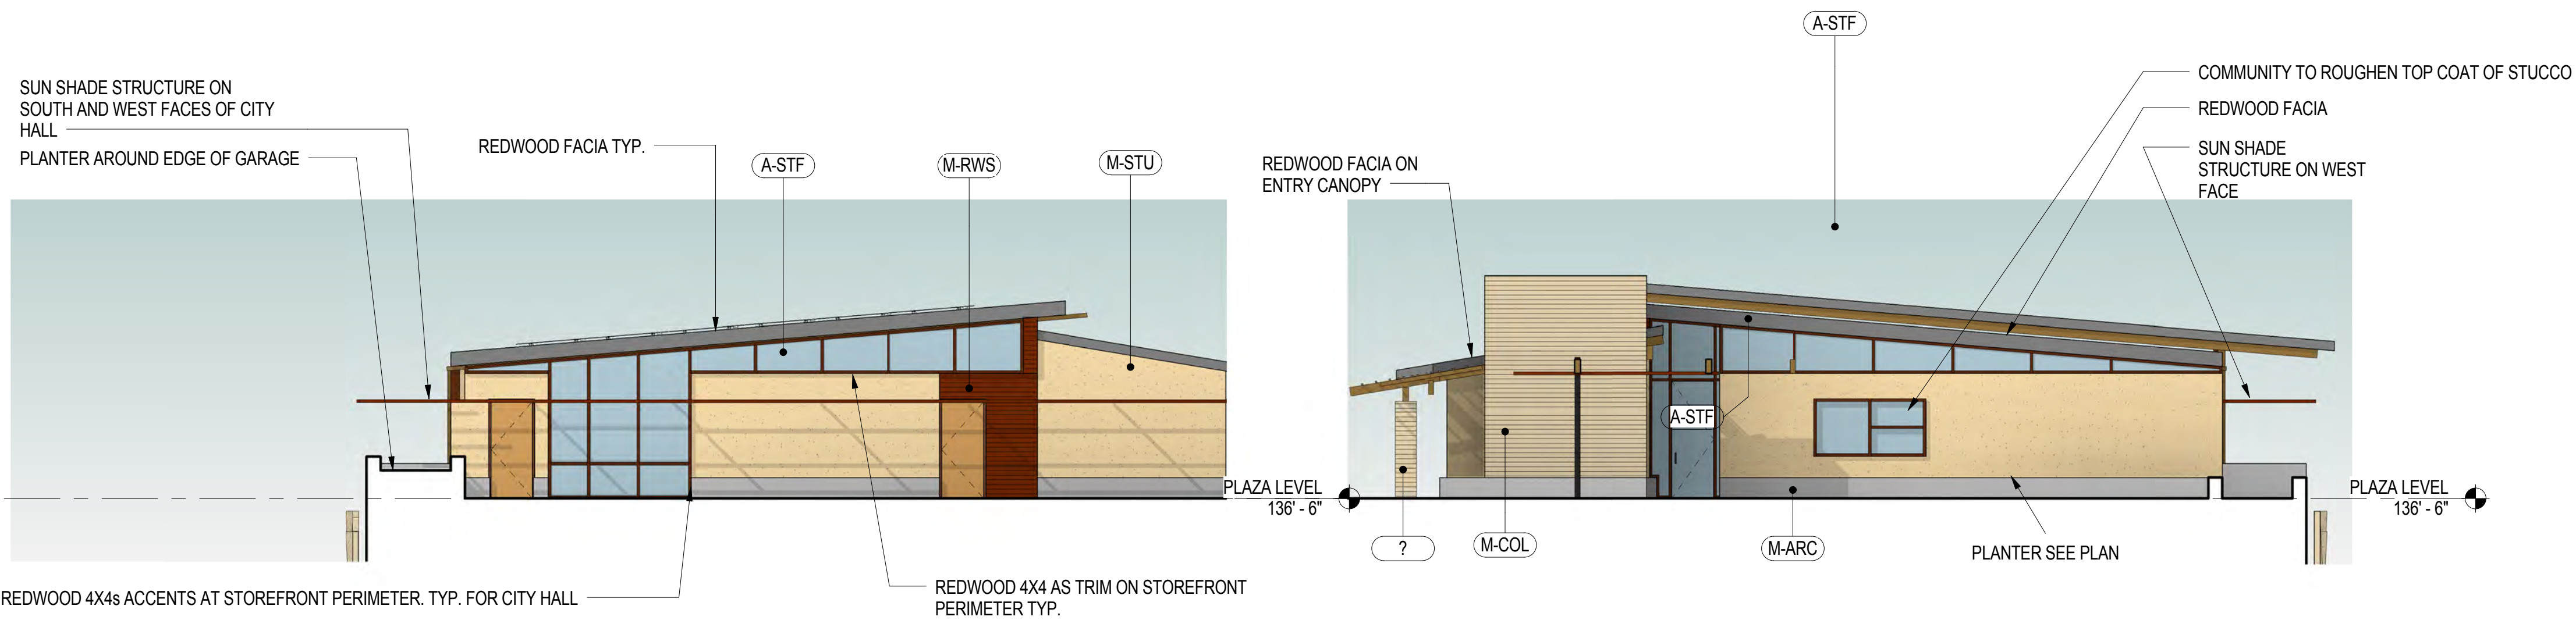 A-STF
SUN SHADE STRUCTURE ON
SOUTH AND WEST FACES OF CITY
HALL
PLANTER AROUND EDGE OF GARAGE
REDWOOD FACIA TYP.
A-STF
M-RWS
M-STU
REDWOOD FACIA ON
ENTRY CANOPY
COMMUNITY TO ROUGHEN TOP COAT OF STUCCO
REDWOOD FACIA
SUN SHADE
STRUCTURE ON WEST
FACE
A-STF
PLAZA LEVEL
136' - 6"
PLAZA LEVEL
136' - 6"
?
M-COL
M-ARC
PLANTER SEE PLAN
REDWOOD 4X4s ACCENTS AT STOREFRONT PERIMETER. TYP. FOR CITY HALL
REDWOOD 4X4 AS TRIM ON STOREFRONT
PERIMETER TYP.